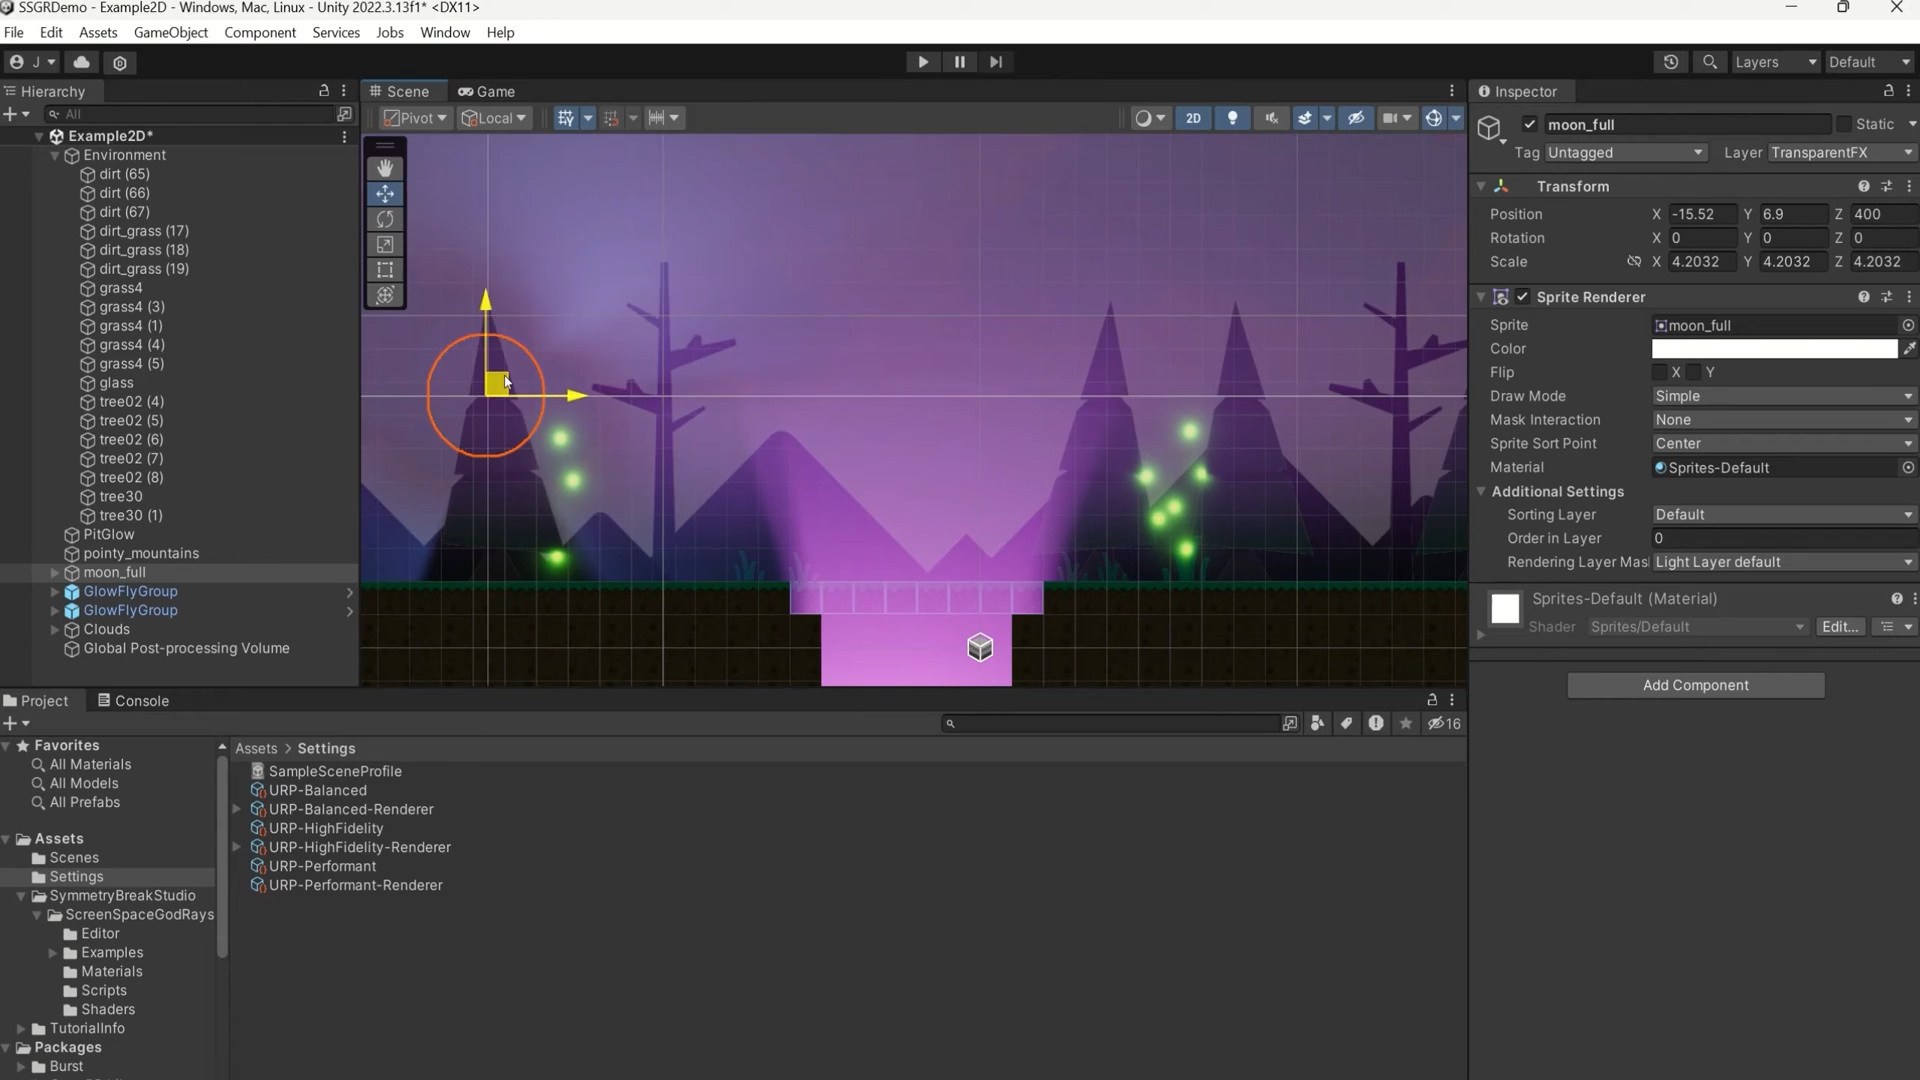 SSGRDemo - Example2D - Windows, Mac, Linux - Unity 2022.3.13f1* <DX11>
File Edit Assets GameObject Component Services Jobs Window Help
J Layers Default
Hierarchy
All
Example2D*
Environment
dirt (65)
dirt (66)
dirt (67)
dirt_grass (17)
dirt_grass (18)
dirt_grass (19)
grass4
grass4 (3)
grass4 (1)
grass4 (4)
grass4 (5)
glass
tree02 (4)
tree02 (5)
tree02 (6)
tree02 (7)
tree02 (8)
tree30
tree30 (1)
PitGlow
pointy_mountains
moon_full
GlowFlyGroup
GlowFlyGroup
Clouds
Global Post-processing Volume
Scene Game
Pivot Local 2D
Inspector
moon_full Static
Tag Untagged Layer TransparentFX
Transform
Position X -15.52 Y 6.9 Z 400
Rotation X 0 Y 0 Z 0
Scale X 4.2032 Y 4.2032 Z 4.2032
Sprite Renderer
Sprite moon_full
Color
Flip X Y
Draw Mode Simple
Mask Interaction None
Sprite Sort Point Center
Material Sprites-Default
Additional Settings
Sorting Layer Default
Order in Layer 0
Rendering Layer Mas Light Layer default
Sprites-Default (Material)
Shader Sprites/Default Edit...
Add Component
Project Console
16
Favorites
All Materials
All Models
All Prefabs
Assets
Scenes
Settings
SymmetryBreakStudio
ScreenSpaceGodRays
Editor
Examples
Materials
Scripts
Shaders
TutorialInfo
Packages
Burst
Assets > Settings
SampleSceneProfile
URP-Balanced
URP-Balanced-Renderer
URP-HighFidelity
URP-HighFidelity-Renderer
URP-Performant
URP-Performant-Renderer